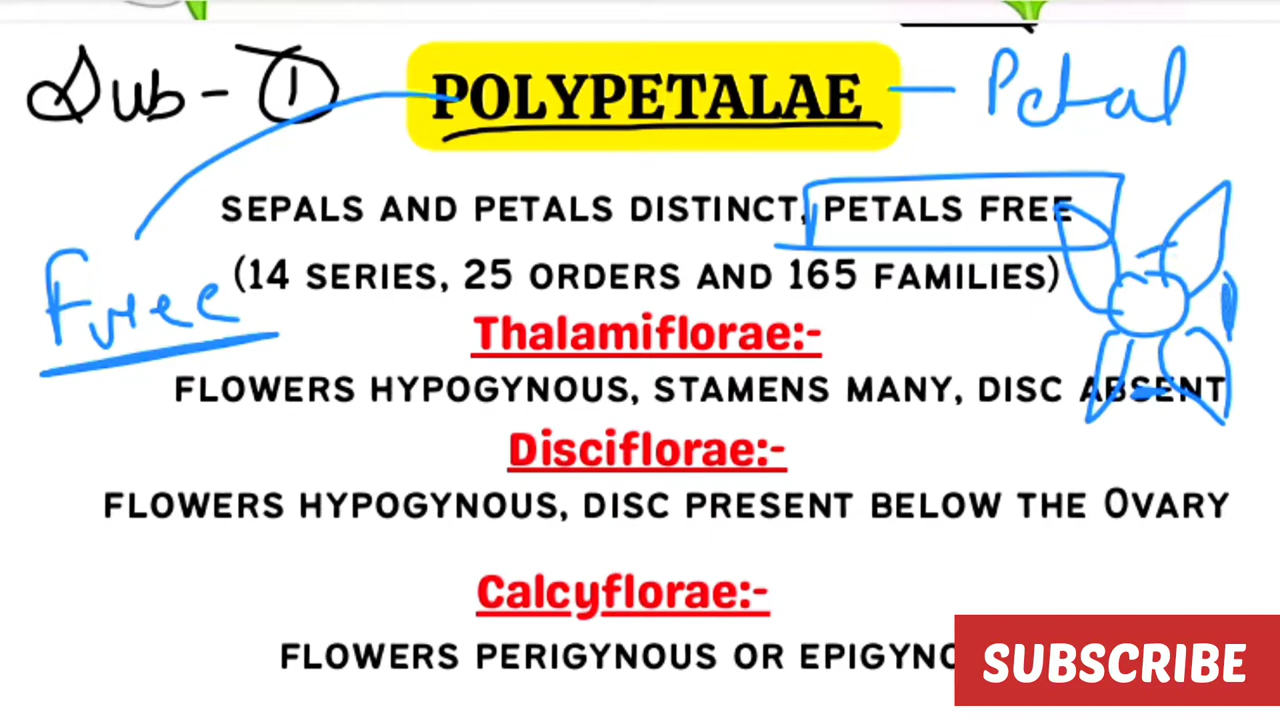 Sub- ① POLYPETALAE - Petal
SEPALS AND PETALS DISTINCT, PETALS FREE
(14 SERIES, 25 ORDERS AND 165 FAMILIES)
Free
Thalamiflorae:-
FLOWERS HYPOGYNOUS, STAMENS MANY, DISC ABSENT
Disciflorae:-
FLOWERS HYPOGYNOUS, DISC PRESENT BELOW THE OVARY
Calcyflorae:-
FLOWERS PERIGYNOUS OR
SUBSCRIBE